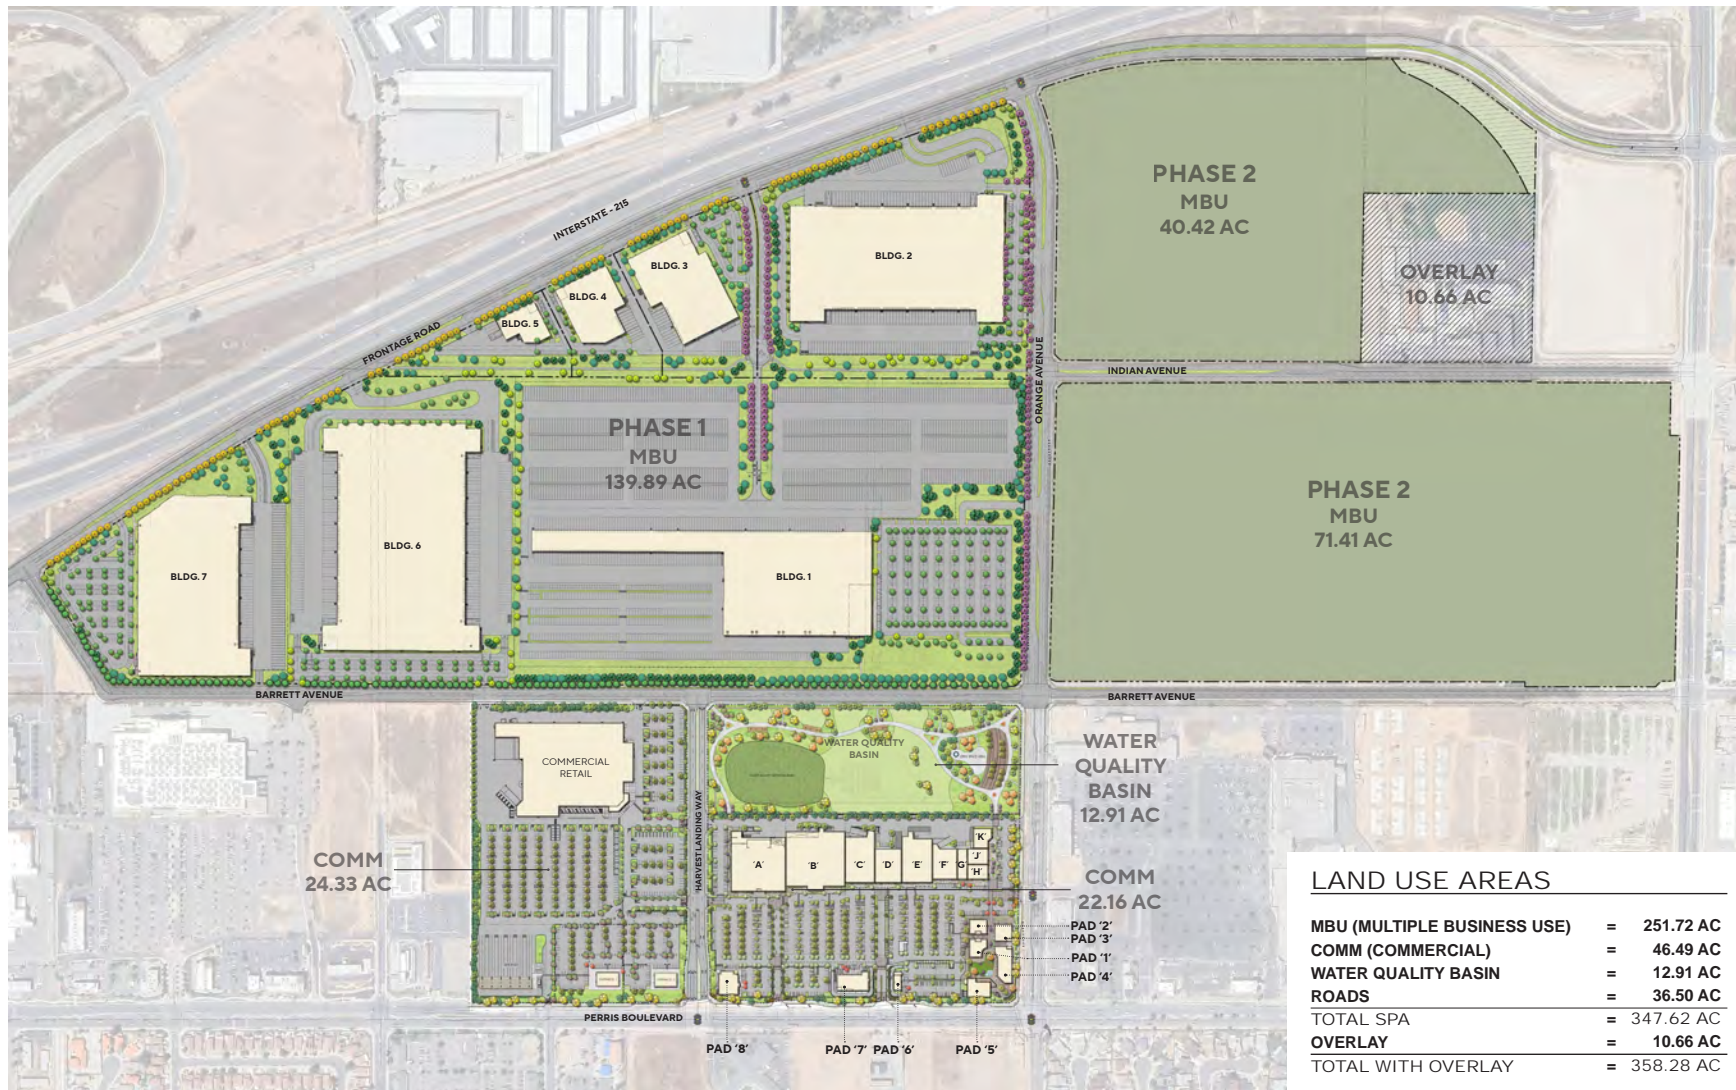 INTERSTATE - 215
FRONTAGE ROAD
BLDG. 2
BLDG. 3
BLDG. 4
BLDG. 5
PHASE 2
MBU
40.42 AC
OVERLAY
10.66 AC
ORANGE AVENUE
INDIAN AVENUE
PHASE 1
MBU
139.89 AC
PHASE 2
MBU
71.41 AC
BLDG. 6
BLDG. 7
BLDG. 1
BARRETT AVENUE
BARRETT AVENUE
COMMERCIAL
RETAIL
HARVEST LANDING WAY
WATER QUALITY
BASIN
WATER
QUALITY
BASIN
12.91 AC
COMM
24.33 AC
'A'
'B'
'C'
'D'
'E'
'F'
'G'
'H'
'J'
'K'
COMM
22.16 AC
PAD '2'
PAD '3'
PAD '1'
PAD '4'
PERRIS BOULEVARD
PAD '8'
PAD '7'
PAD '6'
PAD '5'
LAND USE AREAS
MBU (MULTIPLE BUSINESS USE) = 251.72 AC
COMM (COMMERCIAL) = 46.49 AC
WATER QUALITY BASIN = 12.91 AC
ROADS = 36.50 AC
TOTAL SPA = 347.62 AC
OVERLAY = 10.66 AC
TOTAL WITH OVERLAY = 358.28 AC